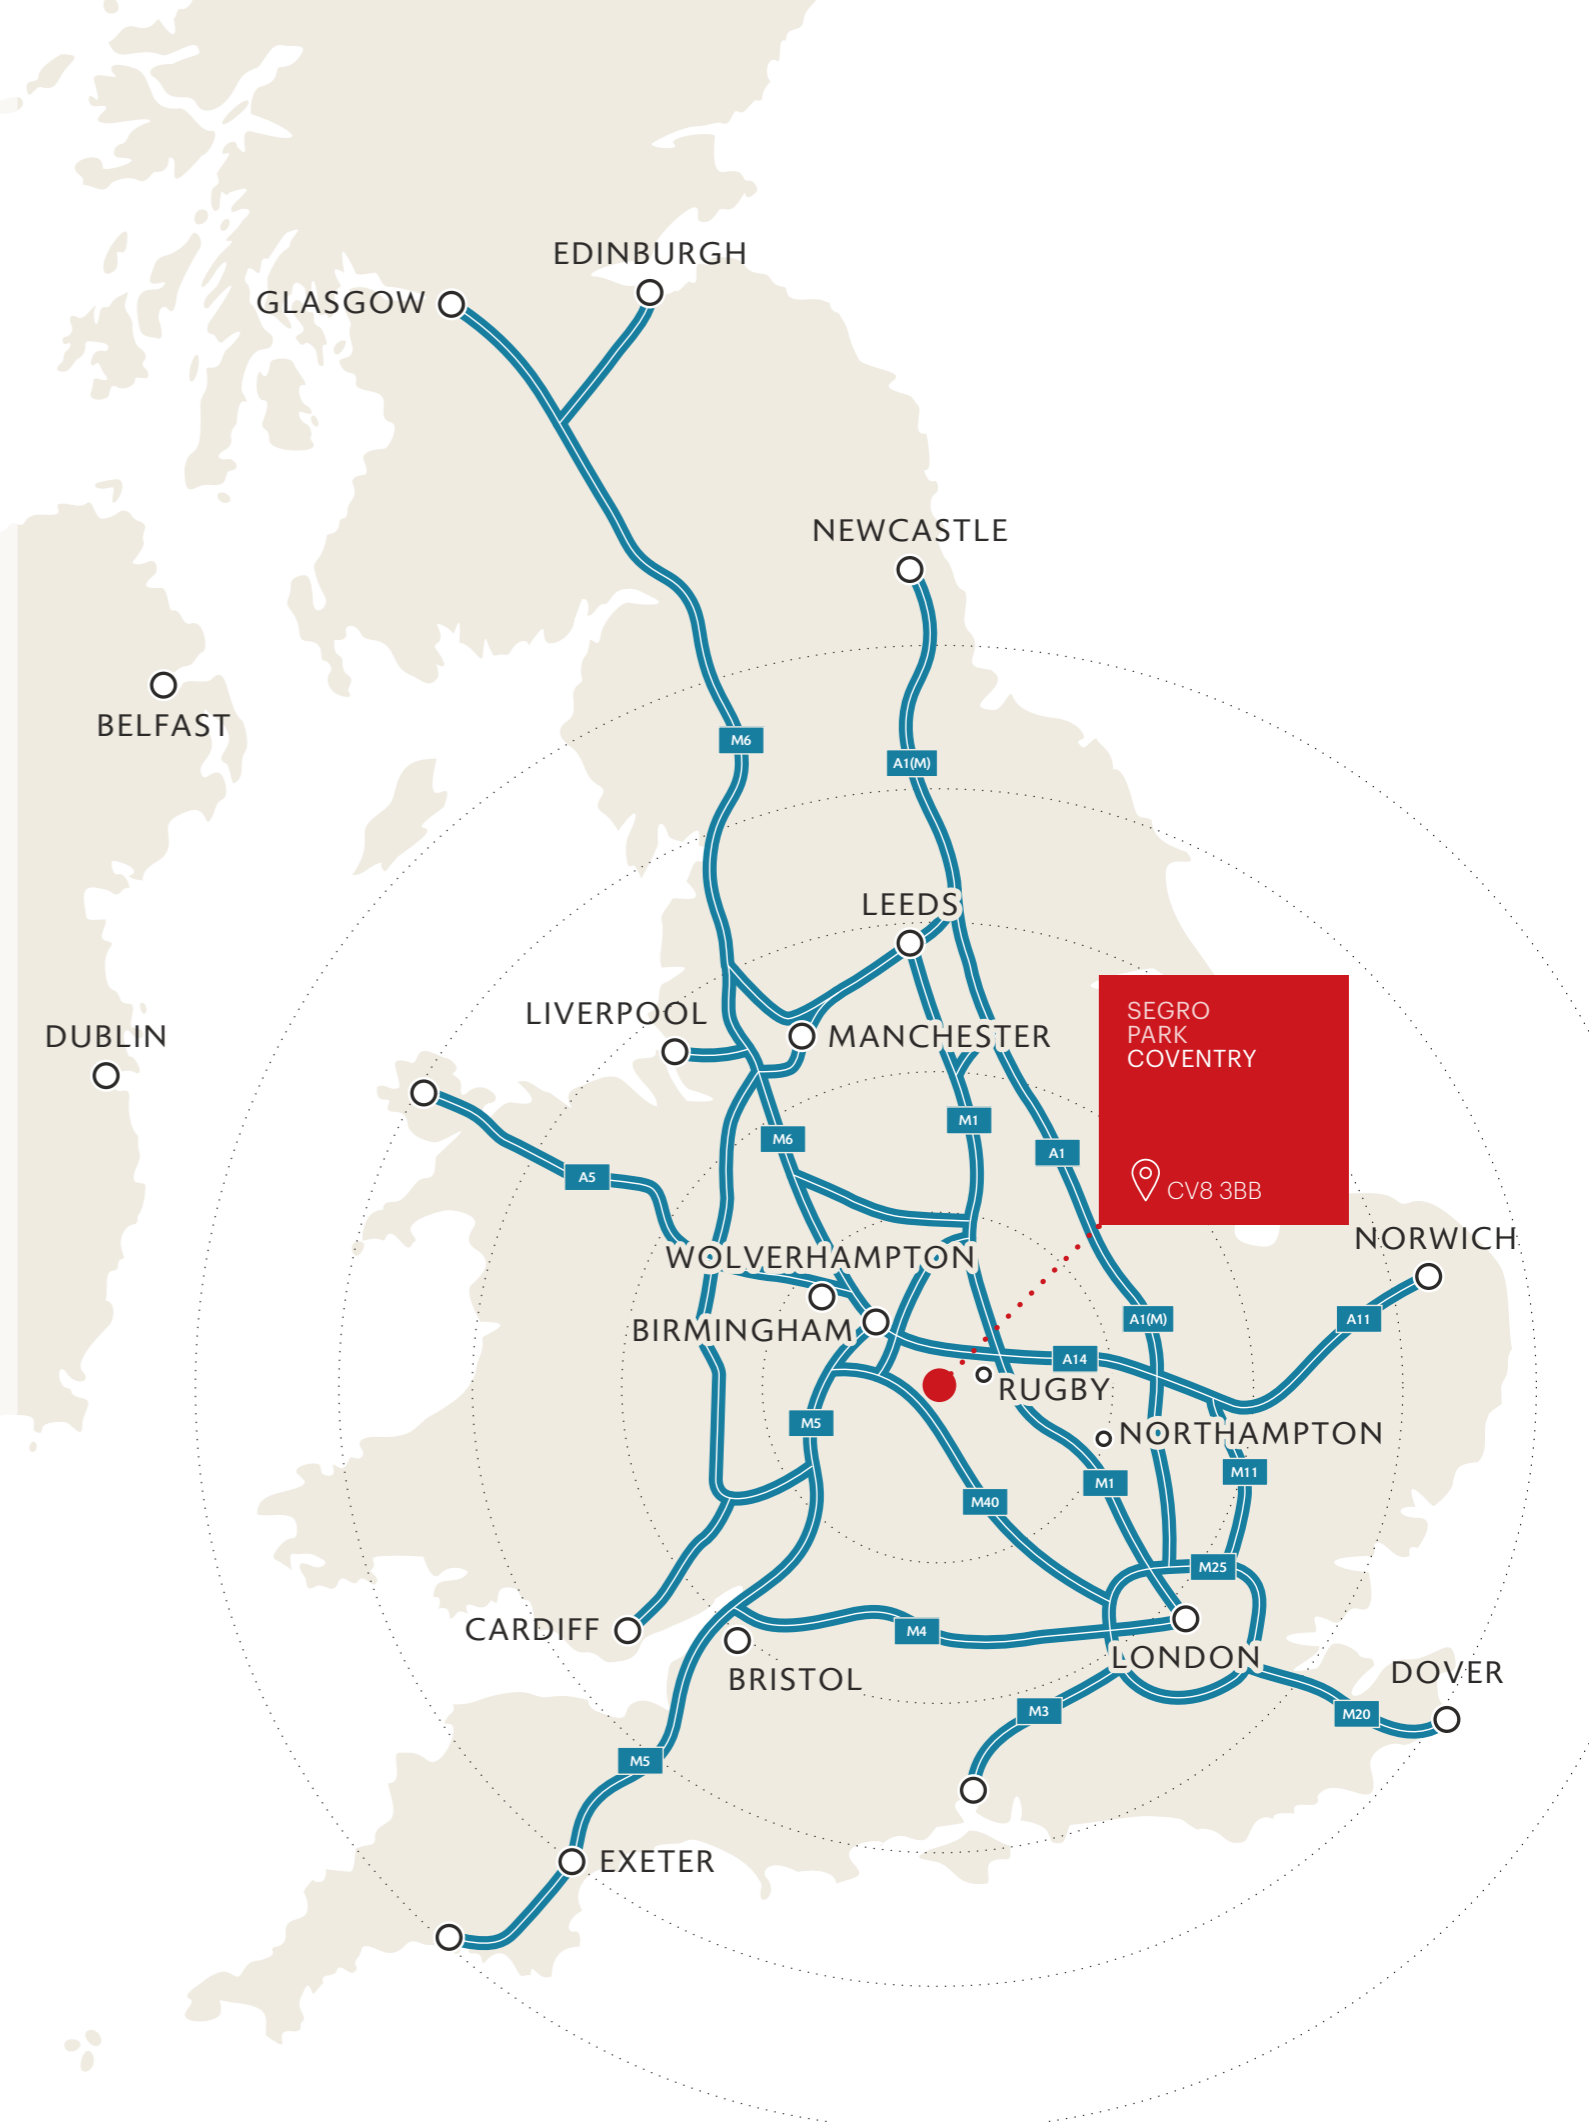 EDINBURGH
GLASGOW
NEWCASTLE
BELFAST
M6
A1(M)
LEEDS
LIVERPOOL
MANCHESTER
DUBLIN
SEGRO
PARK
COVENTRY
CV8 3BB
M1
M6
A1
A5
NORWICH
WOLVERHAMPTON
A1(M)
A11
BIRMINGHAM
A14
RUGBY
M5
NORTHAMPTON
M11
M1
M40
M25
CARDIFF
M4
LONDON
BRISTOL
DOVER
M3
M20
M5
EXETER